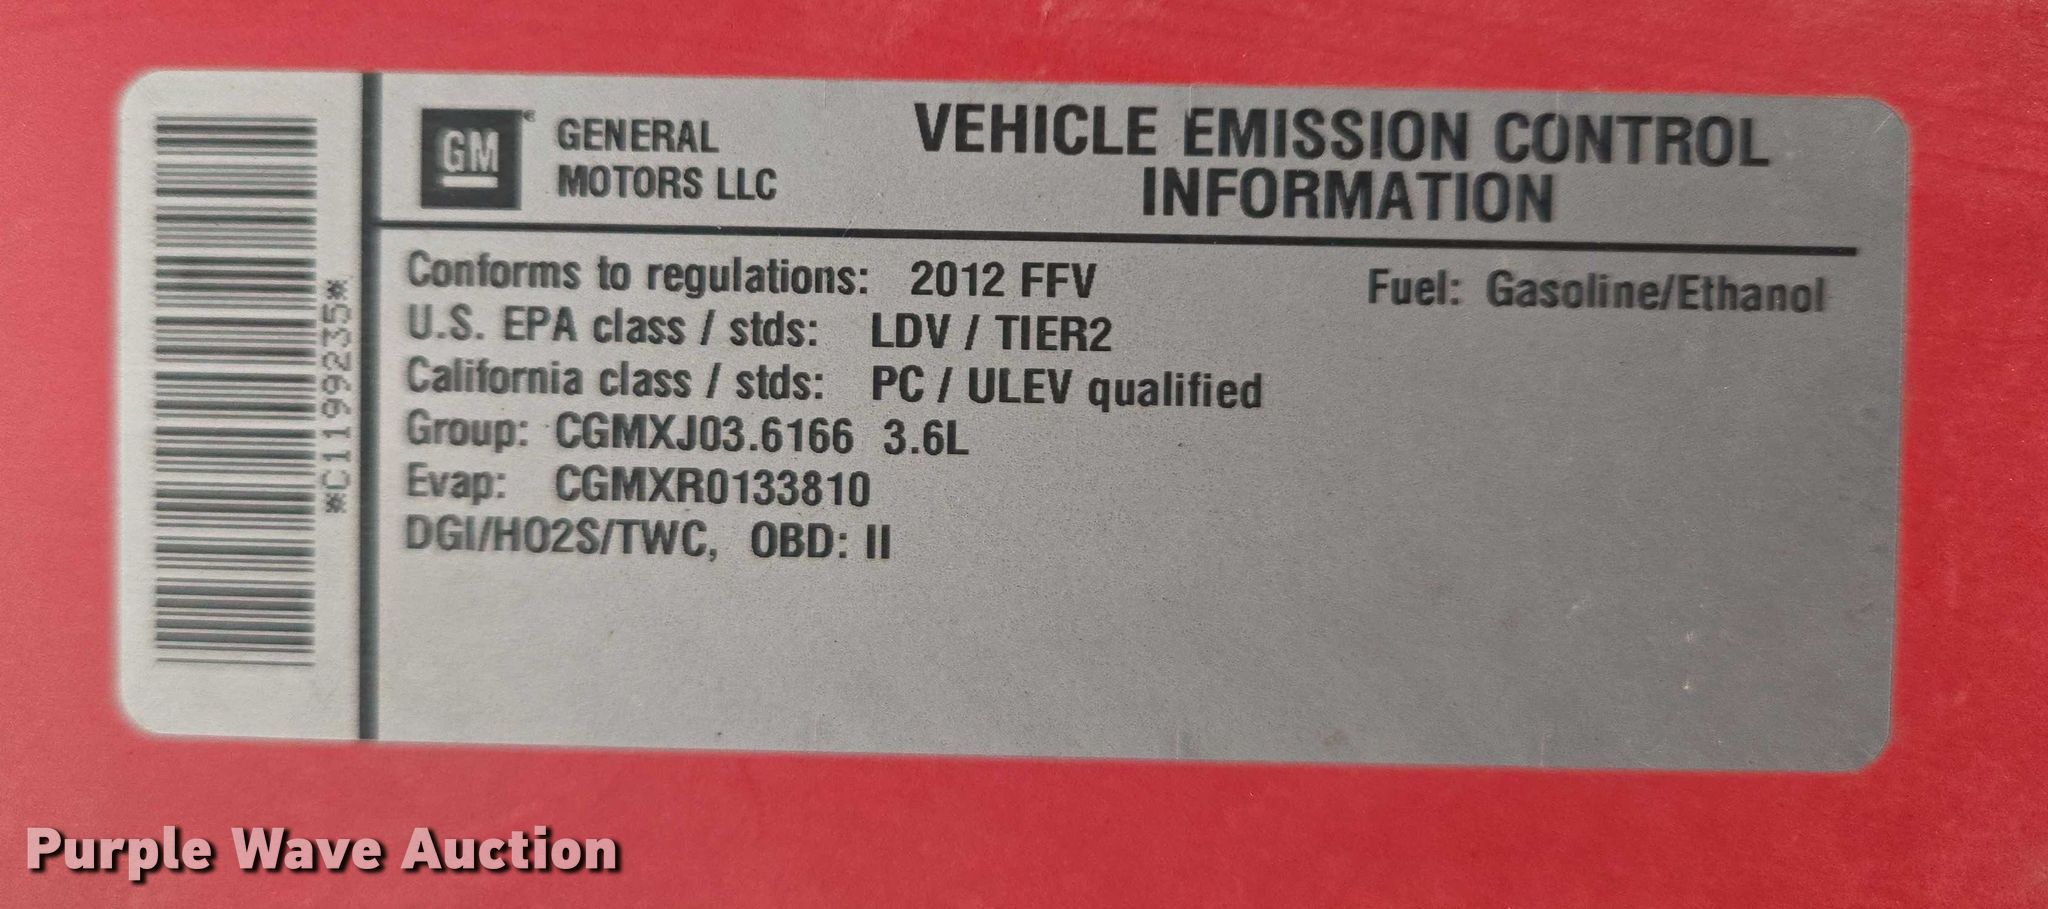 GM
GENERAL
MOTORS LLC
VEHICLE EMISSION CONTROL
INFORMATION
Conforms to regulations: 2012 FFV
Fuel: Gasoline/Ethanol
U.S. EPA class / stds: LDV / TIER2
California class / stds: PC / ULEV qualified
Group: CGMXJ03.6166 3.6L
Evap: CGMXR0133810
DGI/HO2S/TWC, OBD: II
*C1199235*
Purple Wave Auction